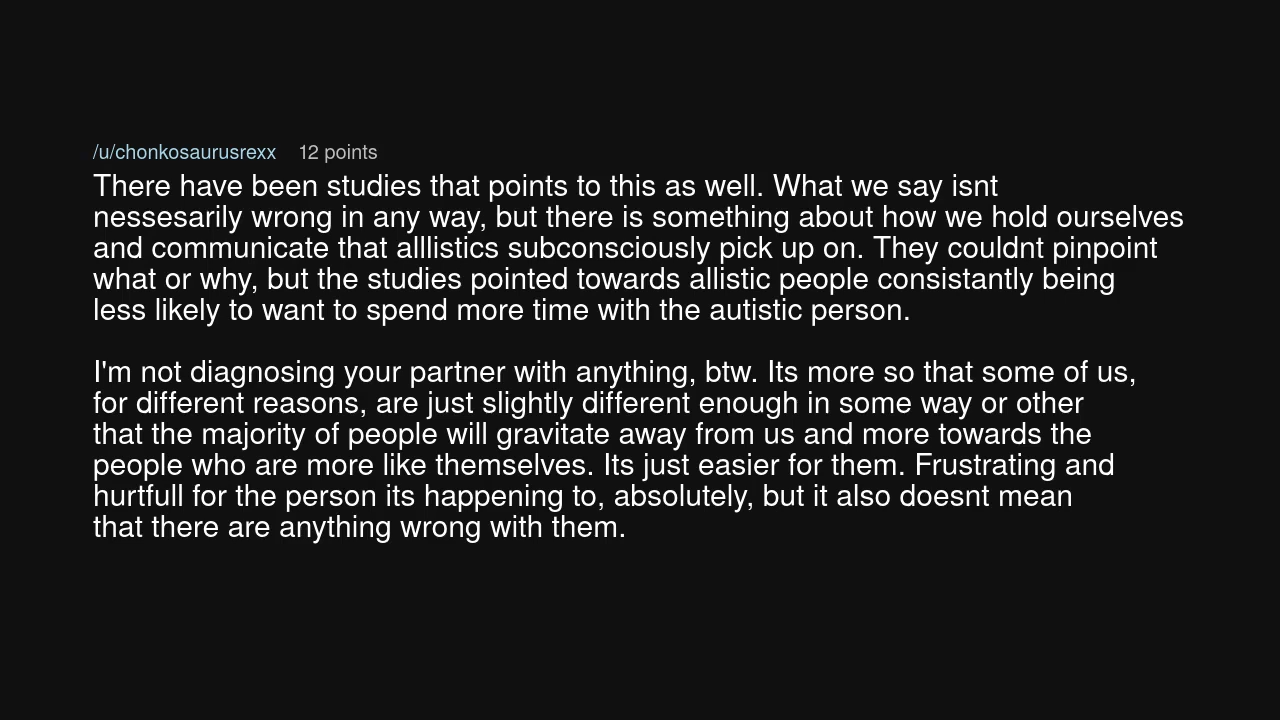 /u/chonkosaurusrexx 12 points
There have been studies that points to this as well. What we say isnt
nessesarily wrong in any way, but there is something about how we hold ourselves
and communicate that alllistics subconsciously pick up on. They couldnt pinpoint
what or why, but the studies pointed towards allistic people consistantly being
less likely to want to spend more time with the autistic person.
I'm not diagnosing your partner with anything, btw. Its more so that some of us,
for different reasons, are just slightly different enough in some way or other
that the majority of people will gravitate away from us and more towards the
people who are more like themselves. Its just easier for them. Frustrating and
hurtfull for the person its happening to, absolutely, but it also doesnt mean
that there are anything wrong with them.